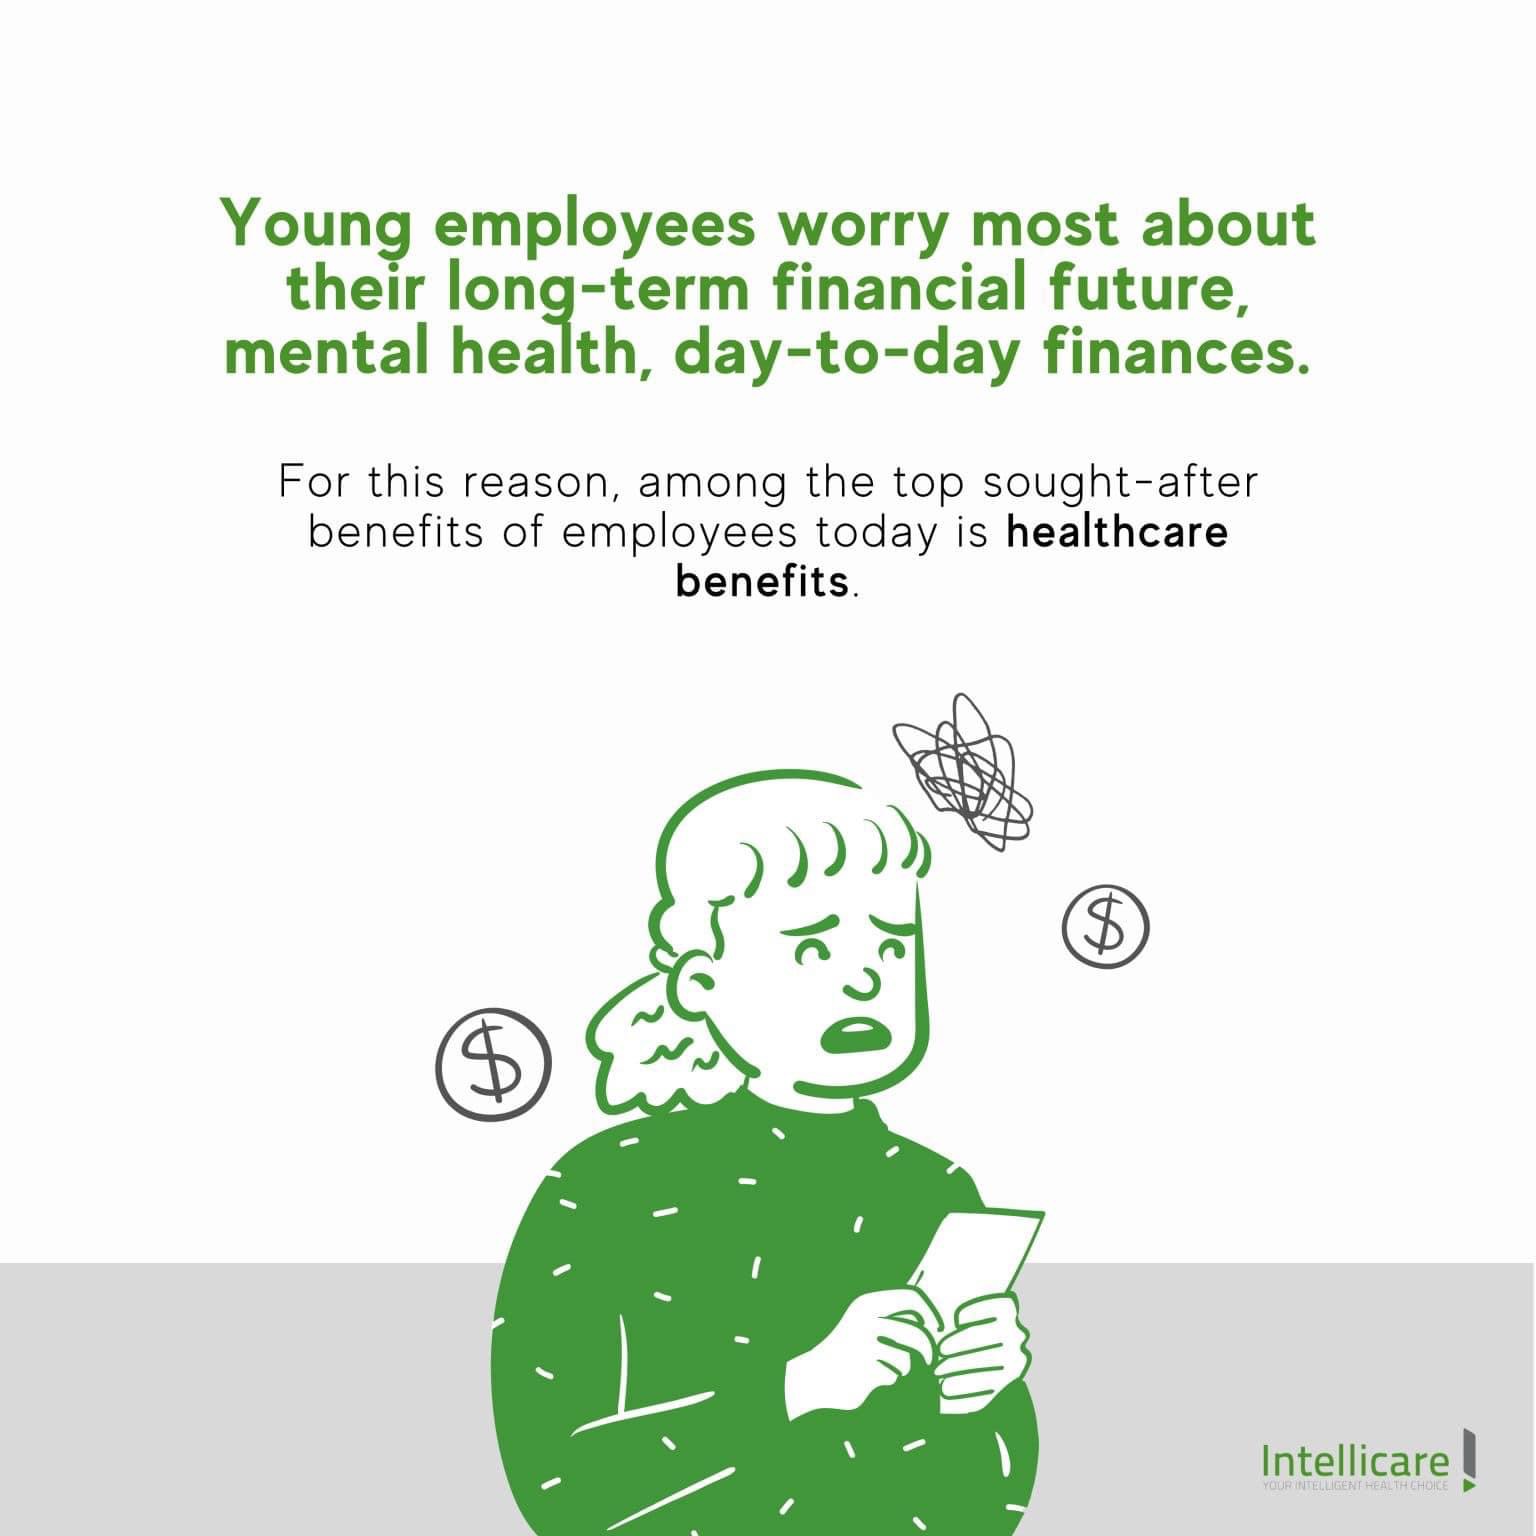 Young employees worry most about
their long-term financial future,
mental health, day-to-day finances.
For this reason, among the top sought-after
benefits of employees today is healthcare
benefits.
$
$
Intellicare
YOUR INTELLIGENT HEALTH CHOICE